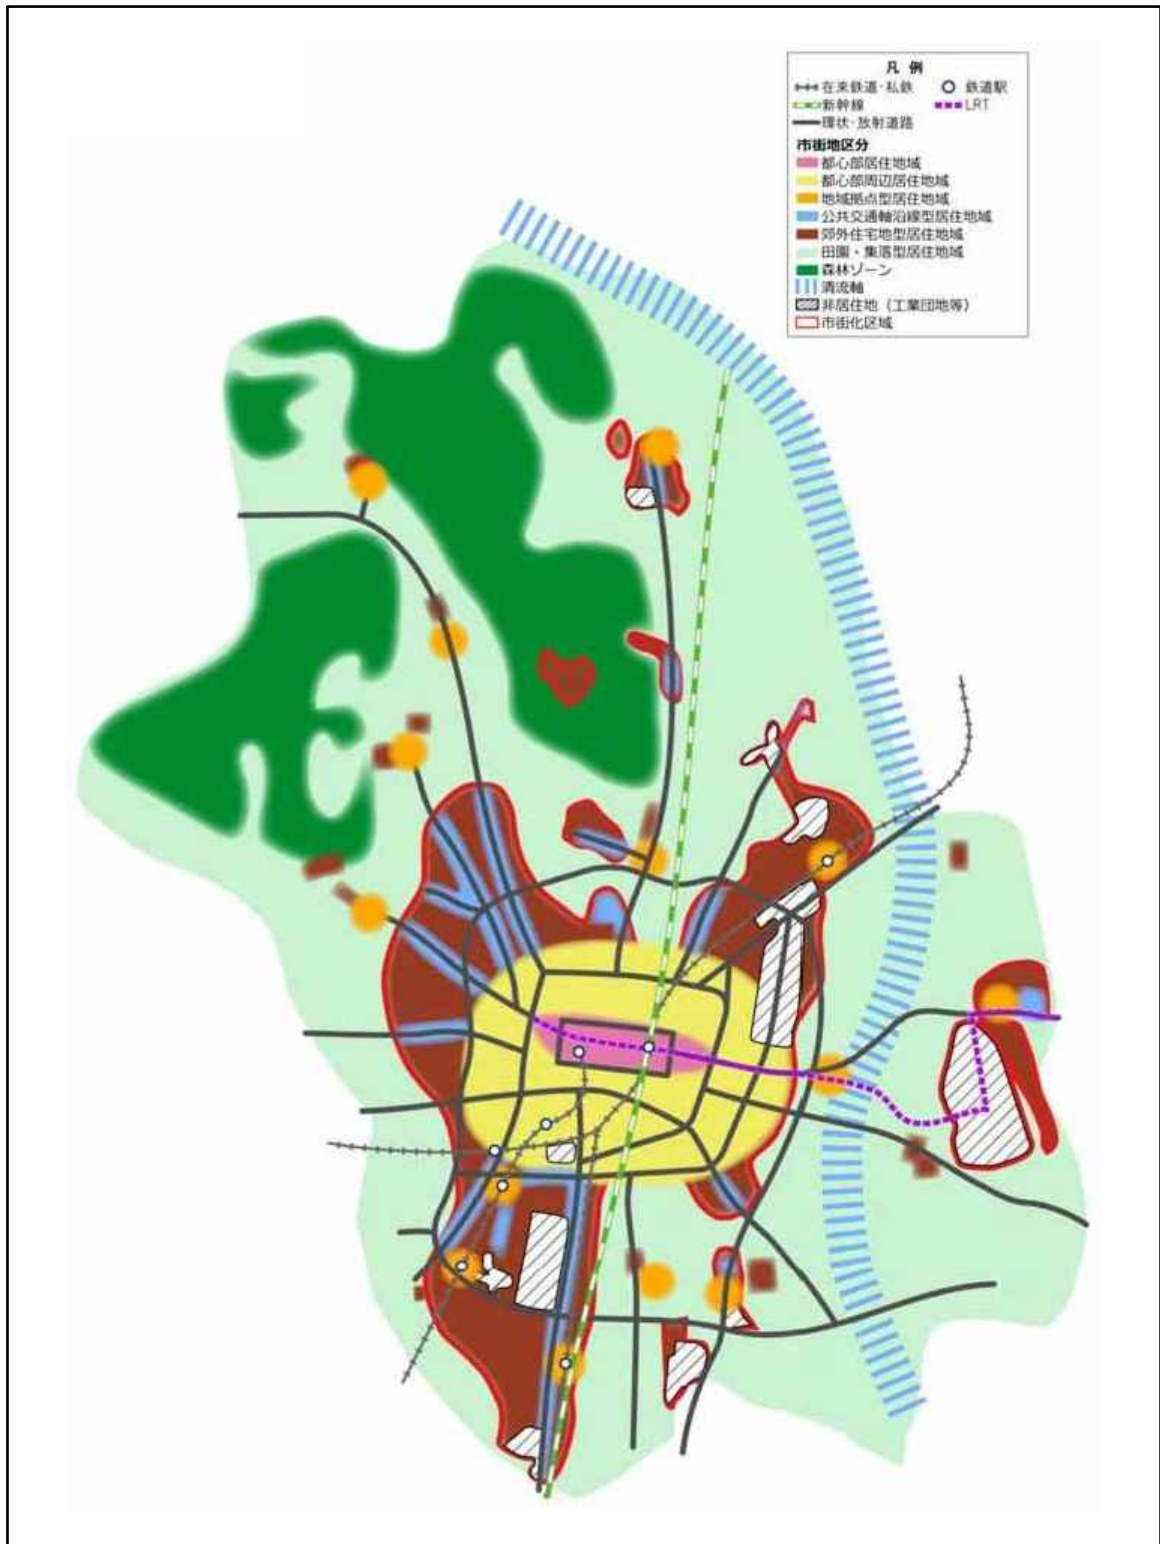 凡 例
在来鉄道・私鉄 鉄道駅
新幹線 LRT
環状・放射道路
市街地区分
都心部居住地域
都心部周辺居住地域
地域拠点型居住地域
公共交通軸沿線型居住地域
郊外住宅地型居住地域
田園・集落型居住地域
森林ゾーン
清流軸
非居住地（工業団地等）
市街化区域